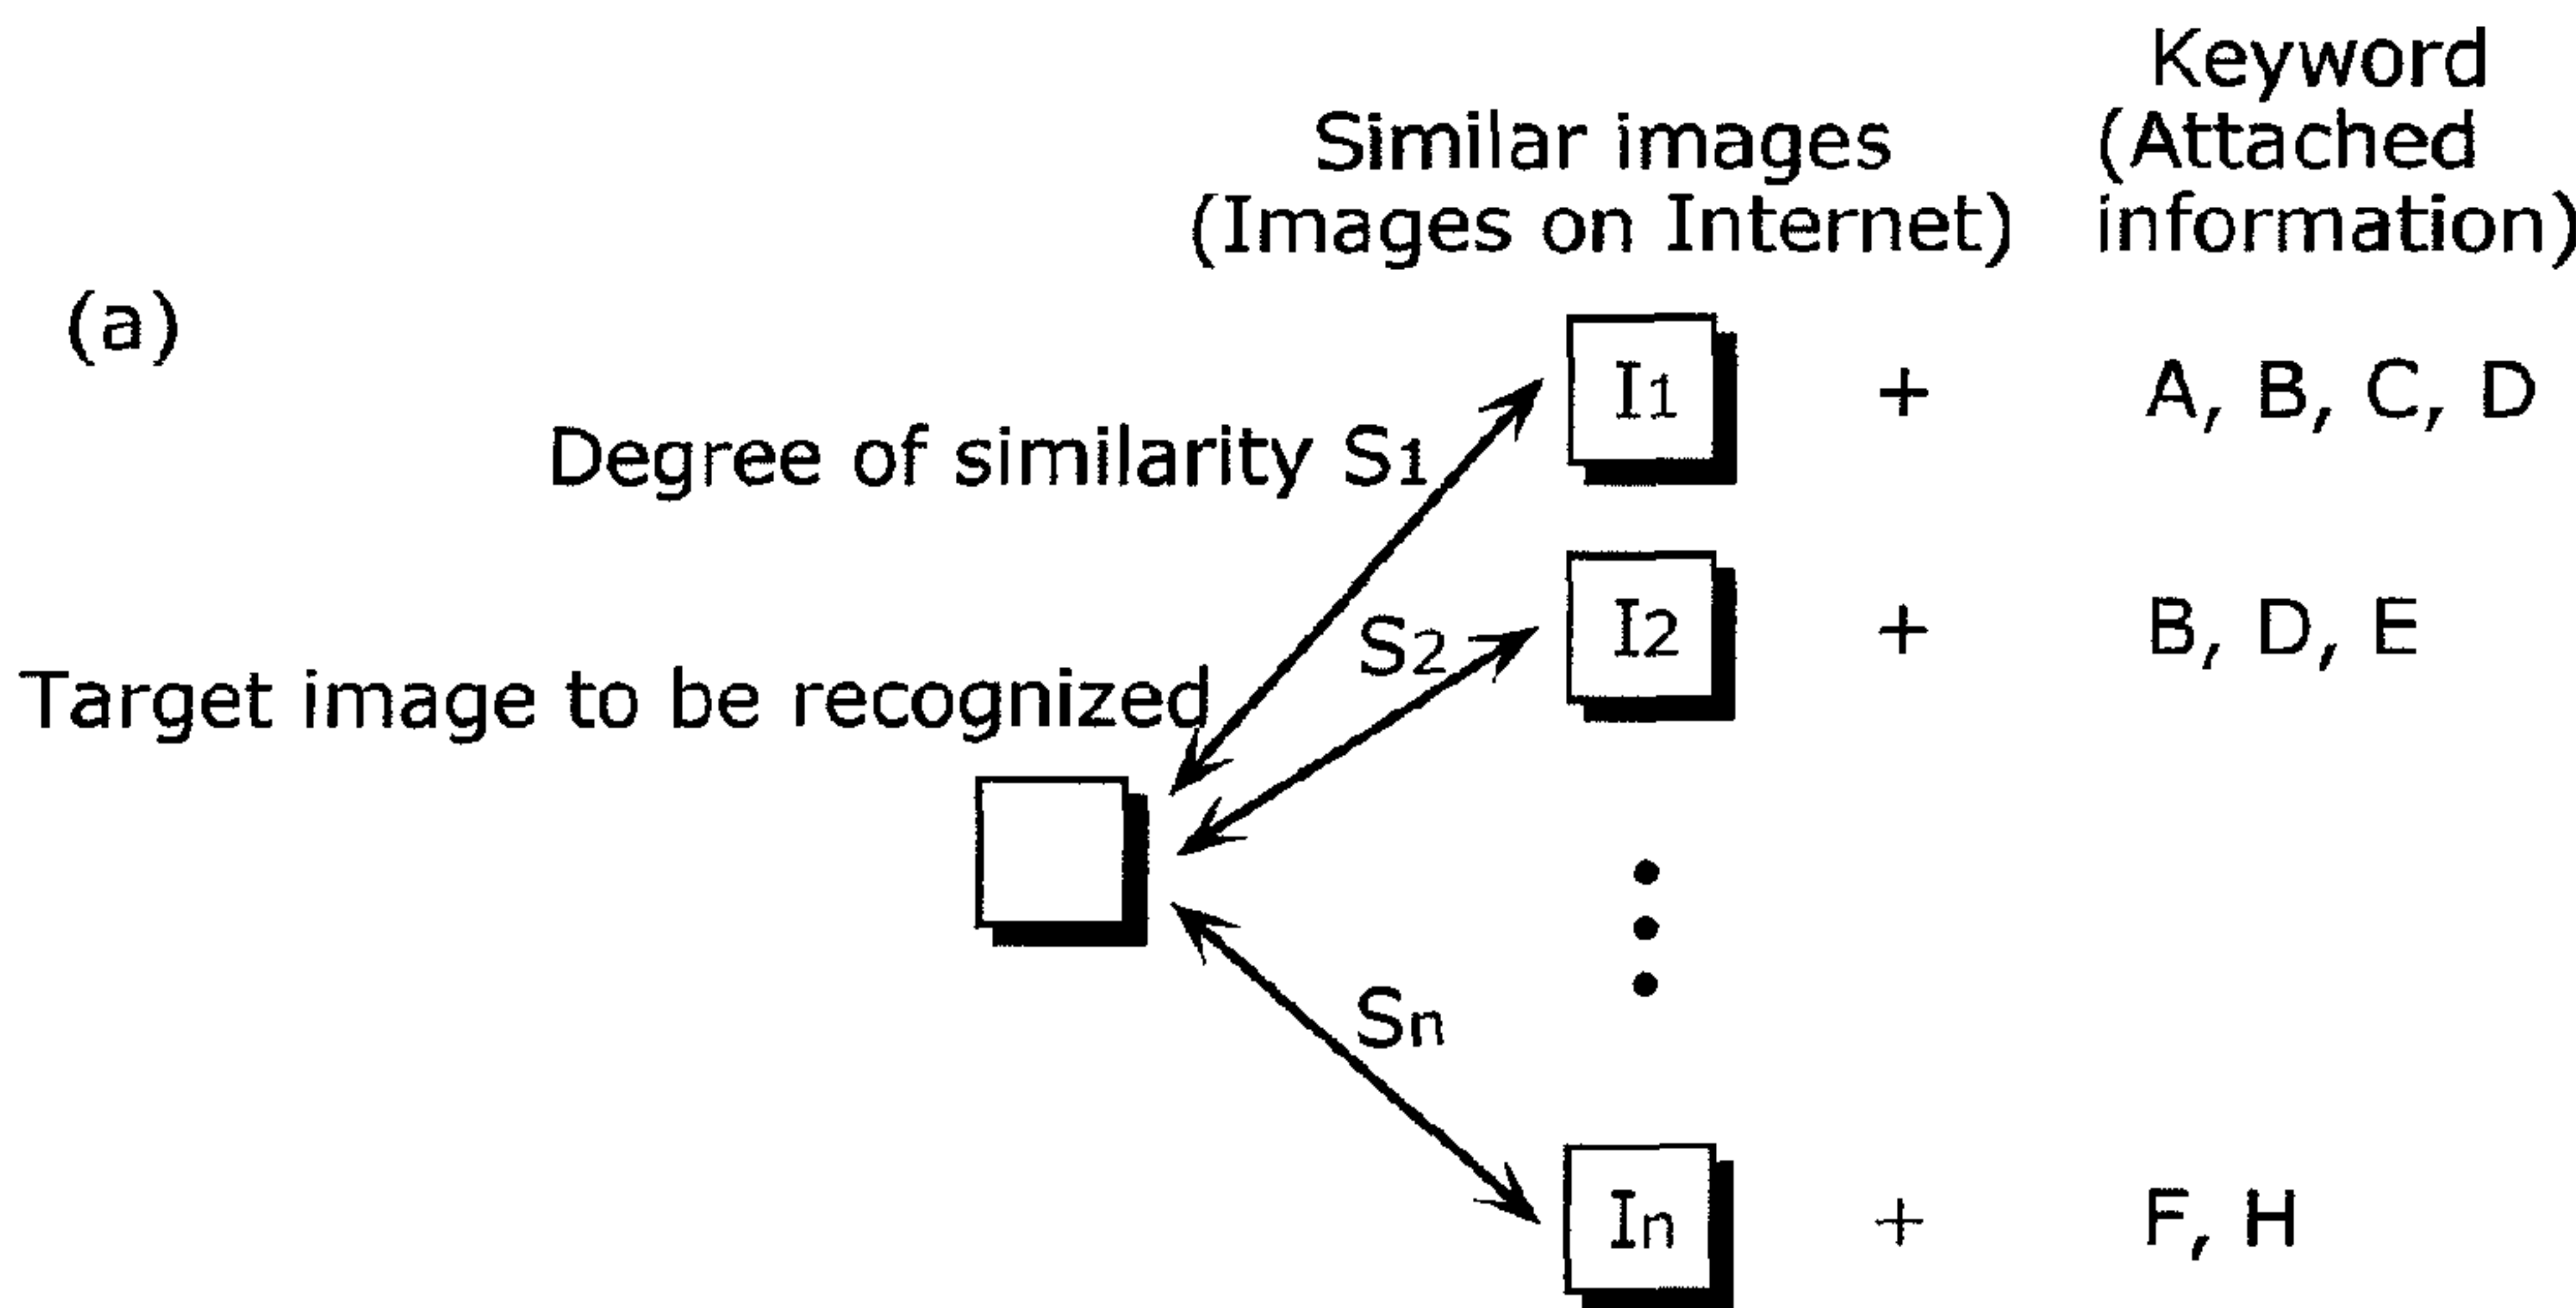 Keyword
Similar images (Attached
(Images on Internet) information)
(a)
I1 + A, B, C, D
Degree of similarity S1
I2 + B, D, E
S2
Target image to be recognized
Sn
In + F, H